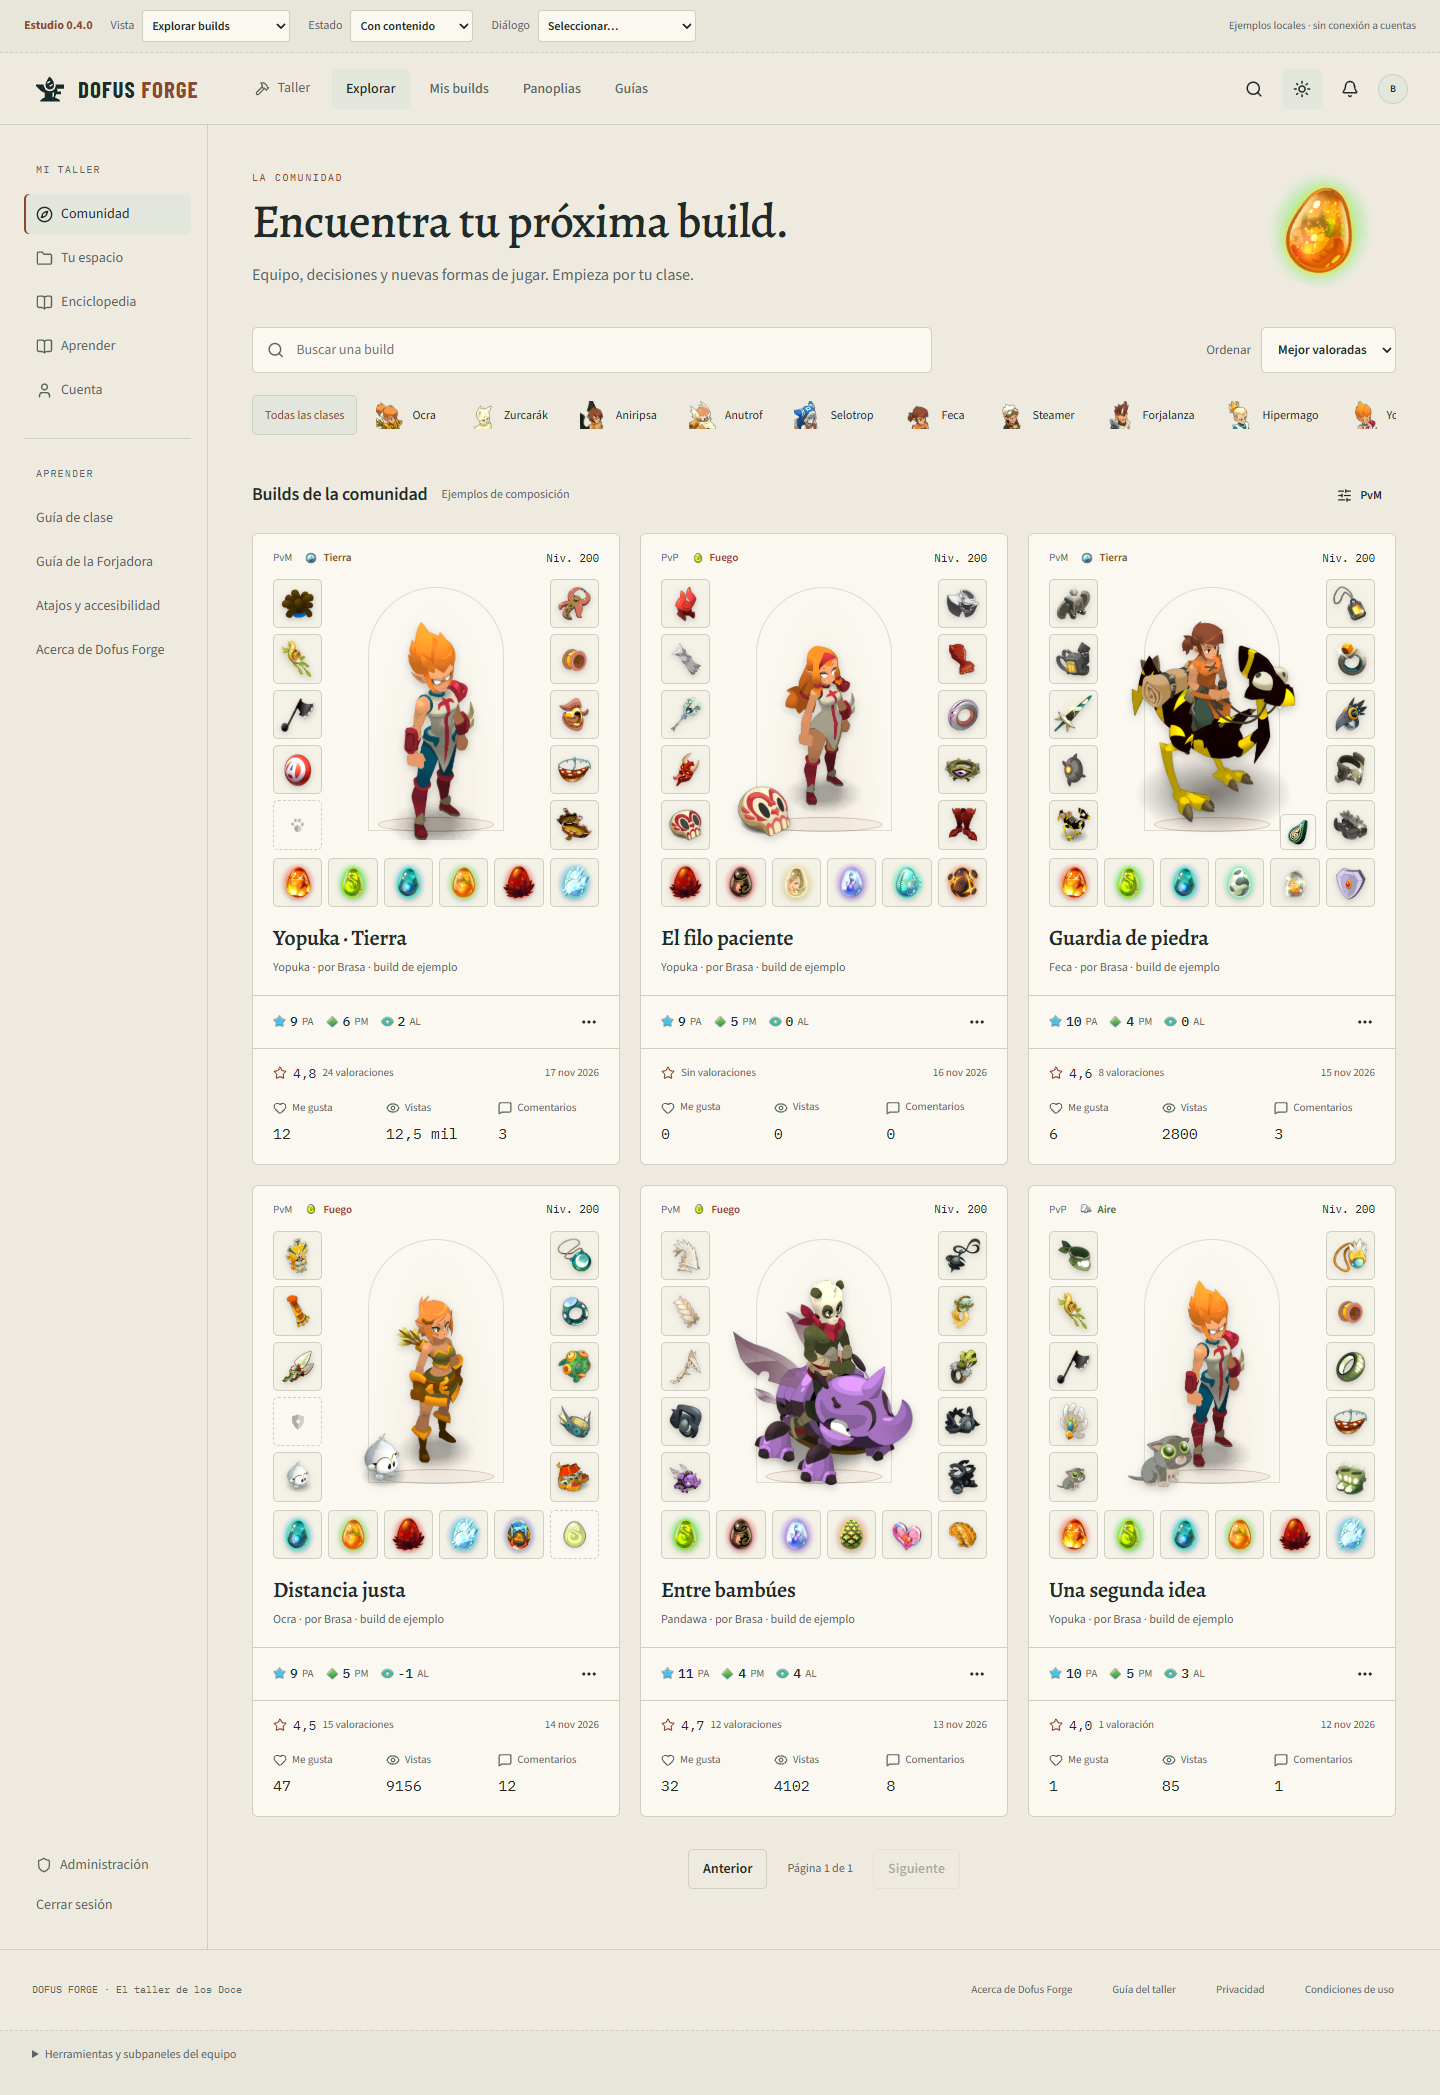 Estudio 0.4.0 Vista Explorar builds Estado Con contenido Diálogo Seleccionar... Ejemplos locales · sin conexión a cuentas
DOFUS FORGE Taller Explorar Mis builds Panoplias Guías B
MI TALLER
Comunidad
Tu espacio
Enciclopedia
Aprender
Cuenta
APRENDER
Guía de clase
Guía de la Forjadora
Atajos y accesibilidad
Acerca de Dofus Forge
Administración
Cerrar sesión
LA COMUNIDAD
Encuentra tu próxima build.
Equipo, decisiones y nuevas formas de jugar. Empieza por tu clase.
Buscar una build Ordenar Mejor valoradas
Todas las clases Ocra Zurcarák Aniripsa Anutrof Selotrop Feca Steamer Forjalanza Hipermago Yo
Builds de la comunidad Ejemplos de composición PvM
PvM Tierra Niv. 200
Yopuka · Tierra
Yopuka · por Brasa · build de ejemplo
9 PA 6 PM 2 AL
4,8 24 valoraciones 17 nov 2026
Me gusta Vistas Comentarios
12 12,5 mil 3
PvP Fuego Niv. 200
El filo paciente
Yopuka · por Brasa · build de ejemplo
9 PA 5 PM 0 AL
Sin valoraciones 16 nov 2026
Me gusta Vistas Comentarios
0 0 0
PvM Tierra Niv. 200
Guardia de piedra
Feca · por Brasa · build de ejemplo
10 PA 4 PM 0 AL
4,6 8 valoraciones 15 nov 2026
Me gusta Vistas Comentarios
6 2800 3
PvM Fuego Niv. 200
Distancia justa
Ocra · por Brasa · build de ejemplo
9 PA 5 PM -1 AL
4,5 15 valoraciones 14 nov 2026
Me gusta Vistas Comentarios
47 9156 12
PvM Fuego Niv. 200
Entre bambúes
Pandawa · por Brasa · build de ejemplo
11 PA 4 PM 4 AL
4,7 12 valoraciones 13 nov 2026
Me gusta Vistas Comentarios
32 4102 8
PvP Aire Niv. 200
Una segunda idea
Yopuka · por Brasa · build de ejemplo
10 PA 5 PM 3 AL
4,0 1 valoración 12 nov 2026
Me gusta Vistas Comentarios
1 85 1
Anterior Página 1 de 1 Siguiente
DOFUS FORGE · El taller de los Doce Acerca de Dofus Forge Guía del taller Privacidad Condiciones de uso
Herramientas y subpaneles del equipo